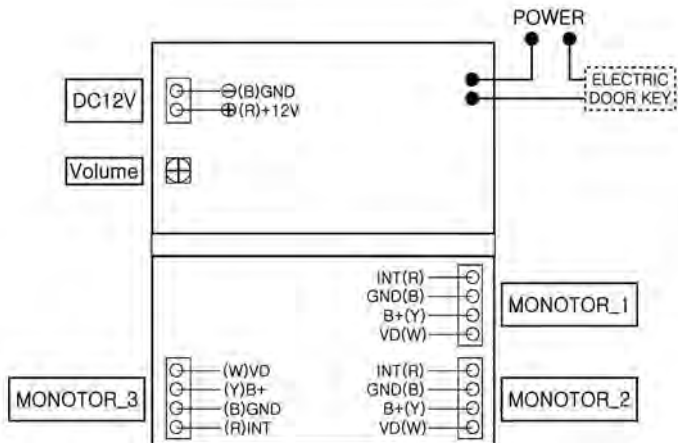 POWER
ELECTRIC
DOOR KEY
DC12V
⊖(B)GND
⊕(R)+12V
Volume
INT(R)
GND(B)
B+(Y)
VD(W)
MONOTOR_1
MONOTOR_3
(W)VD
(Y)B+
(B)GND
(R)INT
INT(R)
GND(B)
B+(Y)
VD(W)
MONOTOR_2